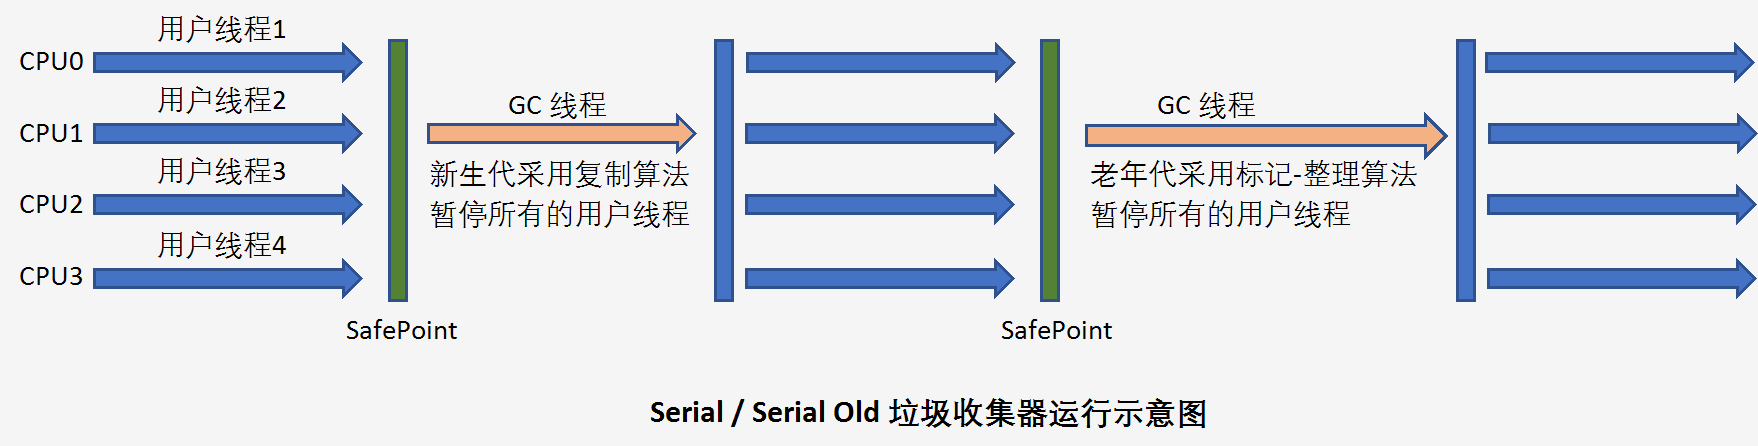 用户线程1
CPU0
用户线程2
CPU1
用户线程3
CPU2
用户线程4
CPU3
SafePoint
GC 线程
新生代采用复制算法
暂停所有的用户线程
SafePoint
GC 线程
老年代采用标记-整理算法
暂停所有的用户线程
Serial / Serial Old 垃圾收集器运行示意图